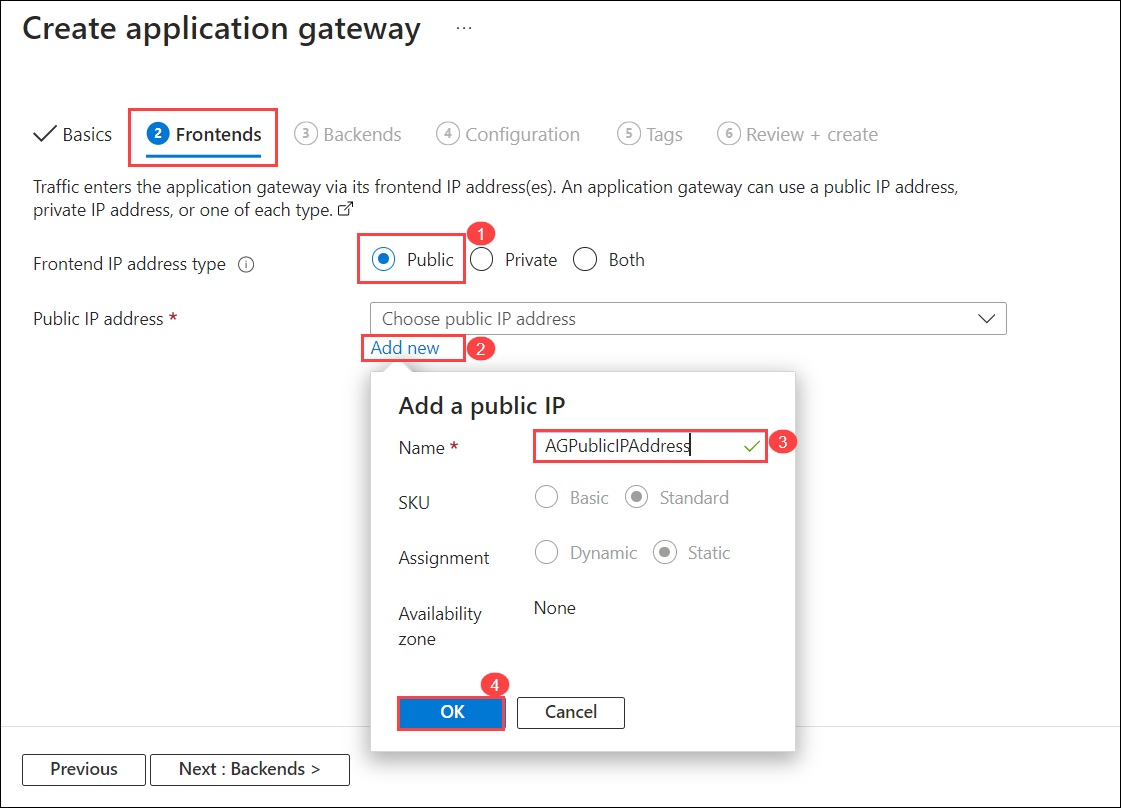 Create application gateway ...
Basics 2 Frontends 3 Backends 4 Configuration 5 Tags 6 Review + create
Traffic enters the application gateway via its frontend IP address(es). An application gateway can use a public IP address,
private IP address, or one of each type.
1
Frontend IP address type Public Private Both
Public IP address * Choose public IP address
Add new 2
Add a public IP
Name * AGPublicIPAddress 3
SKU Basic Standard
Assignment Dynamic Static
Availability None
zone
4
OK Cancel
Previous Next : Backends >